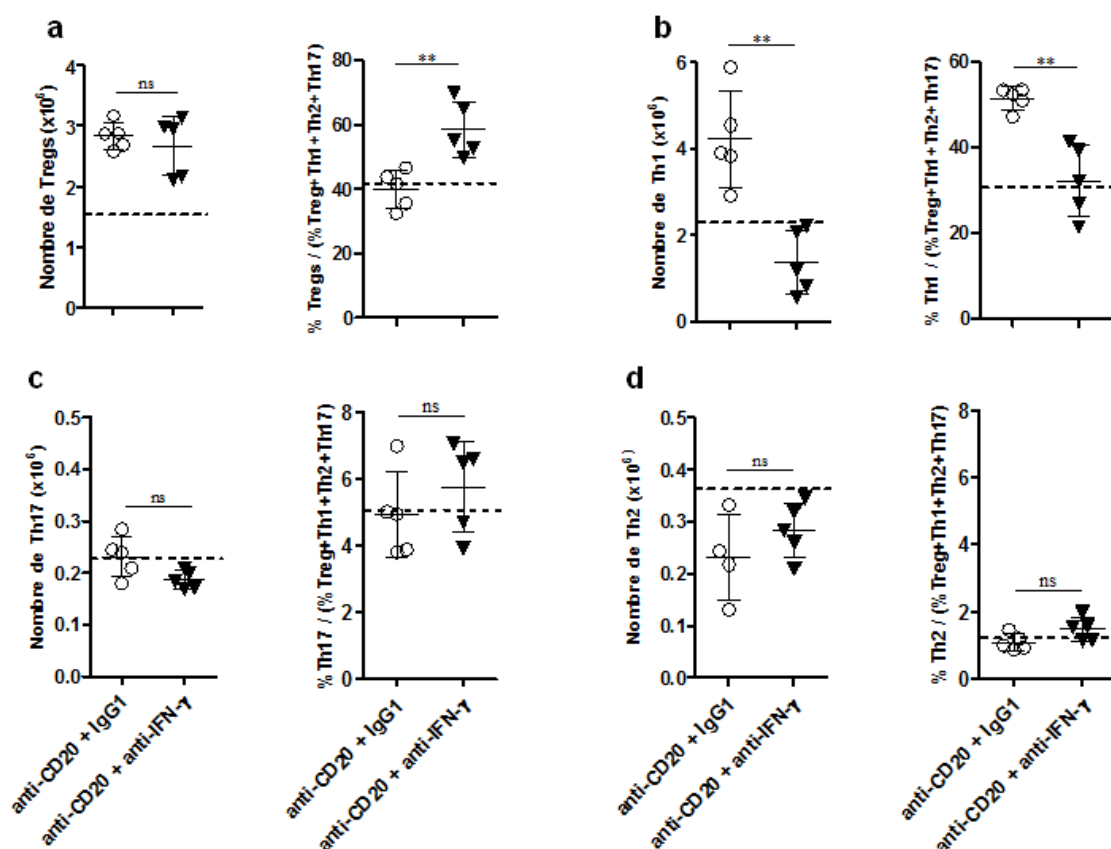 a
Nombre de Tregs (x10⁶)
4
3
2
1
0
ns
% Tregs / (%Treg+Th1+Th2+Th17)
80
60
40
20
0
**
b
Nombre de Th1 (x10⁶)
6
4
2
0
**
% Th1 / (%Treg+Th1+Th2+Th17)
60
40
20
0
**
c
Nombre de Th17 (x10⁶)
0.5
0.4
0.3
0.2
0.1
0.0
ns
anti-CD20 + IgG1
anti-CD20 + anti-IFN-γ
% Th17 / (%Treg+Th1+Th2+Th17)
8
6
4
2
0
ns
anti-CD20 + IgG1
anti-CD20 + anti-IFN-γ
d
Nombre de Th2 (x10⁶)
0.5
0.4
0.3
0.2
0.1
0.0
ns
anti-CD20 + IgG1
anti-CD20 + anti-IFN-γ
% Th2 / (%Treg+Th1+Th2+Th17)
8
6
4
2
0
ns
anti-CD20 + IgG1
anti-CD20 + anti-IFN-γ